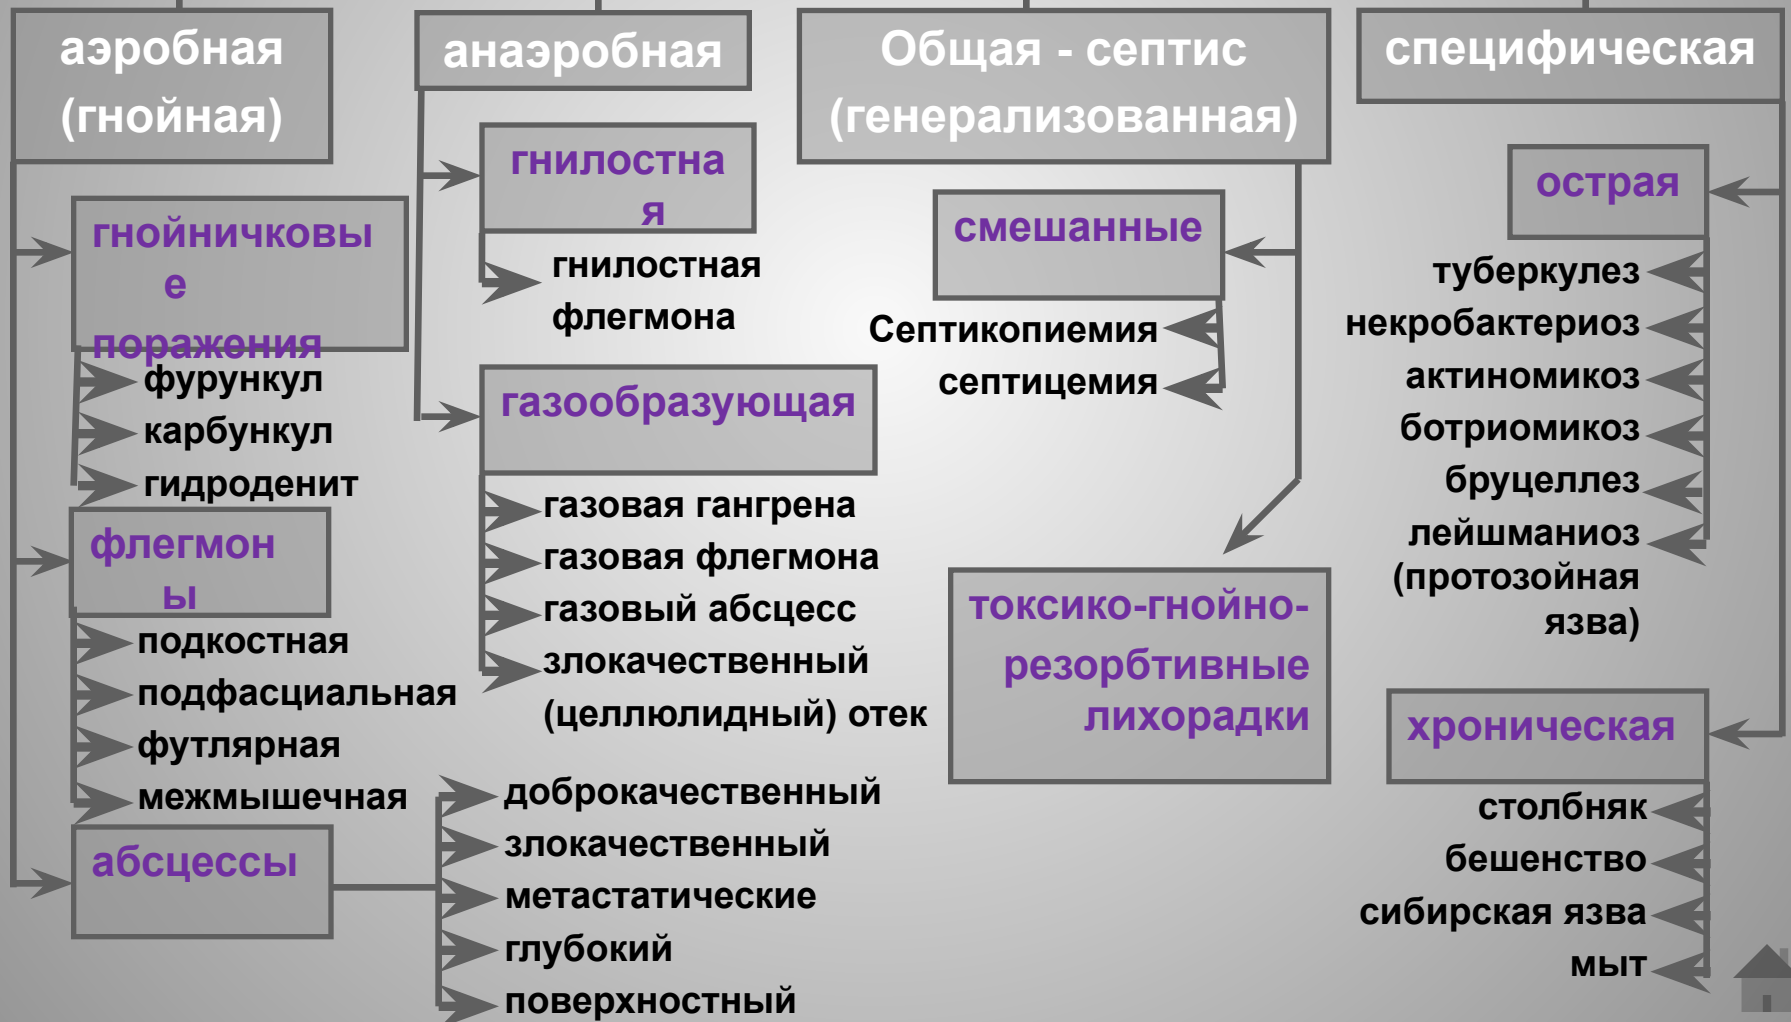 аэробная
(гнойная)
гнойничковы
е
поражения
фурункул
карбункул
гидроденит
флегмон
ы
подкостная
подфасциальная
футлярная
межмышечная
абсцессы
доброкачественный
злокачественный
метастатические
глубокий
поверхностный
анаэробная
гнилостна
я
гнилостная
флегмона
газообразующая
газовая гангрена
газовая флегмона
газовый абсцесс
злокачественный
(целлюлидный) отек
Общая - септис
(генерализованная)
смешанные
Септикопиемия
септицемия
токсико-гнойно-
резорбтивные
лихорадки
специфическая
острая
туберкулез
некробактериоз
актиномикоз
ботриомикоз
бруцеллез
лейшманиоз
(протозойная
язва)
хроническая
столбняк
бешенство
сибирская язва
мыт